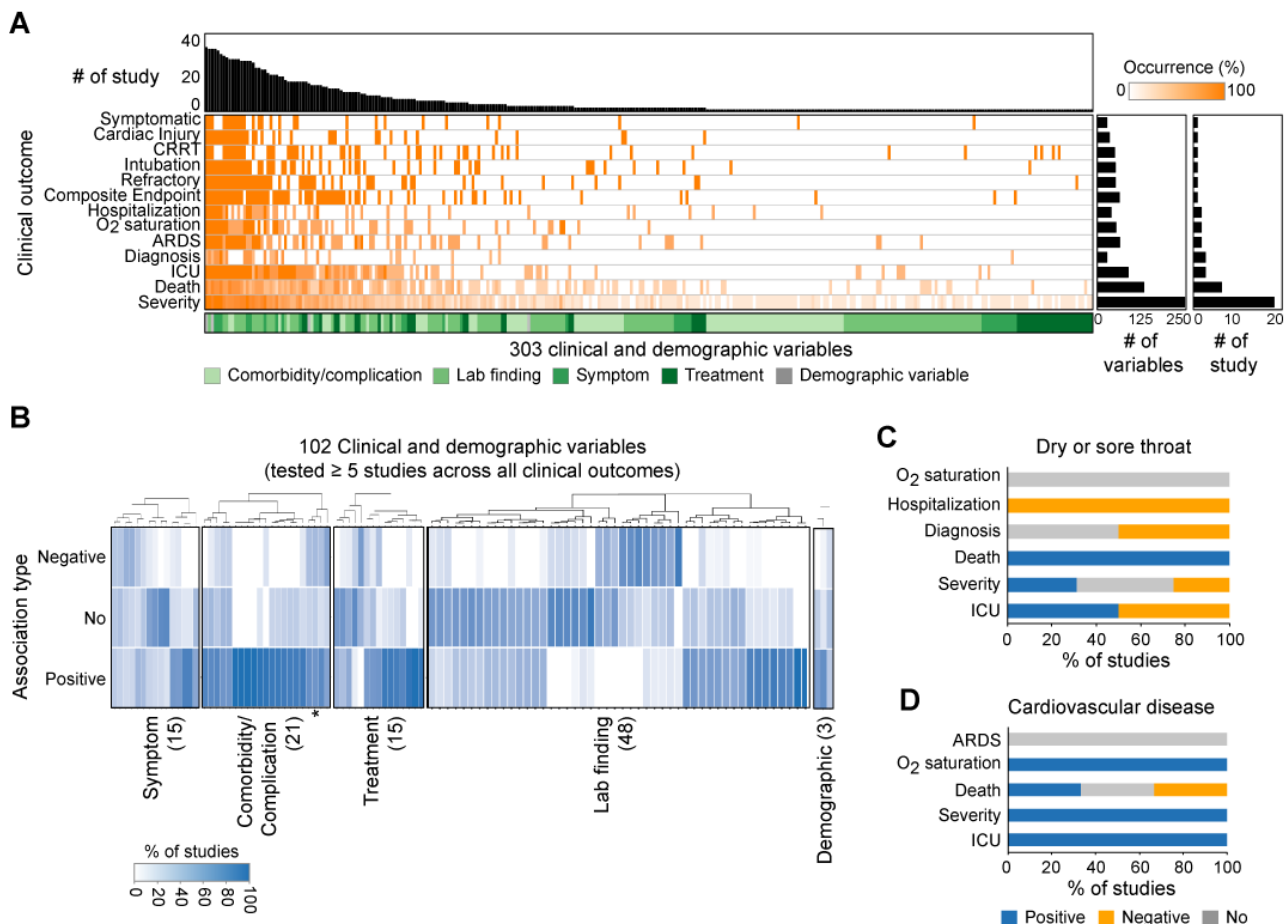 A
40
20
0
# of study
Occurrence (%)
0
100
Clinical outcome
Symptomatic
Cardiac Injury
CRRT
Intubation
Refractory
Composite Endpoint
Hospitalization
O2 saturation
ARDS
Diagnosis
ICU
Death
Severity
0 125 250
# of variables
0 10 20
# of study
303 clinical and demographic variables
Comorbidity/complication Lab finding Symptom Treatment Demographic variable
B
102 Clinical and demographic variables
(tested ≥ 5 studies across all clinical outcomes)
Association type
Negative
No
Positive
Symptom (15)
Comorbidity/
Complication (21)
*
Treatment (15)
Lab finding (48)
Demographic (3)
% of studies
0 20 40 60 80 100
C
Dry or sore throat
O2 saturation
Hospitalization
Diagnosis
Death
Severity
ICU
0 20 40 60 80 100
% of studies
D
Cardiovascular disease
ARDS
O2 saturation
Death
Severity
ICU
0 20 40 60 80 100
% of studies
Positive Negative No